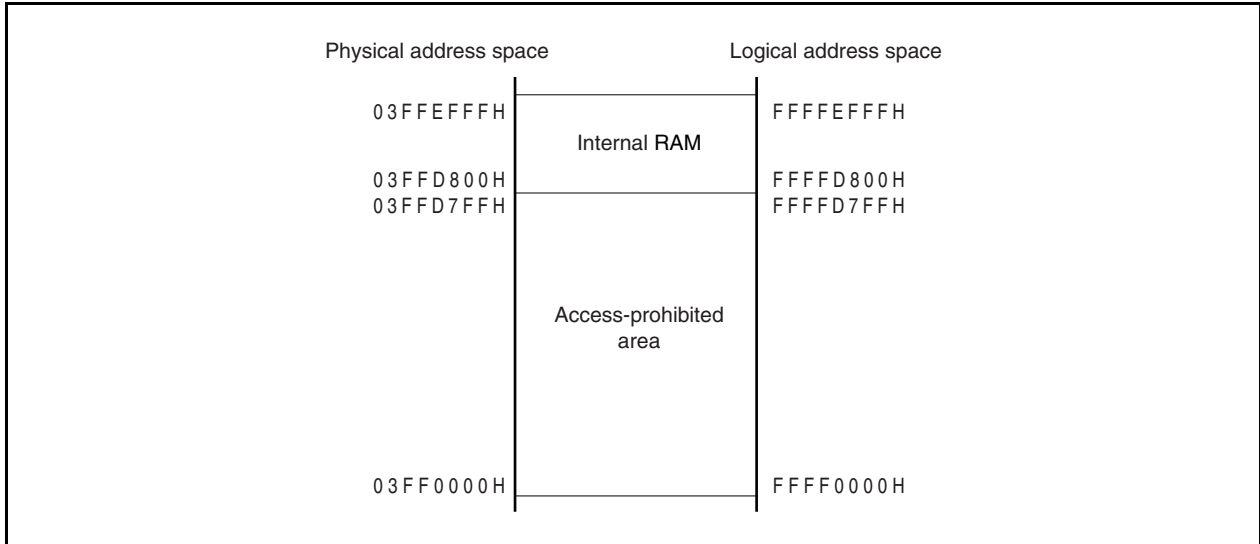 Physical address space Logical address space
03FFEFFFH FFFFEFFFH
Internal RAM
03FFD800H FFFFD800H
03FFD7FFH FFFFD7FFH
Access-prohibited
area
03FF0000H FFFF0000H